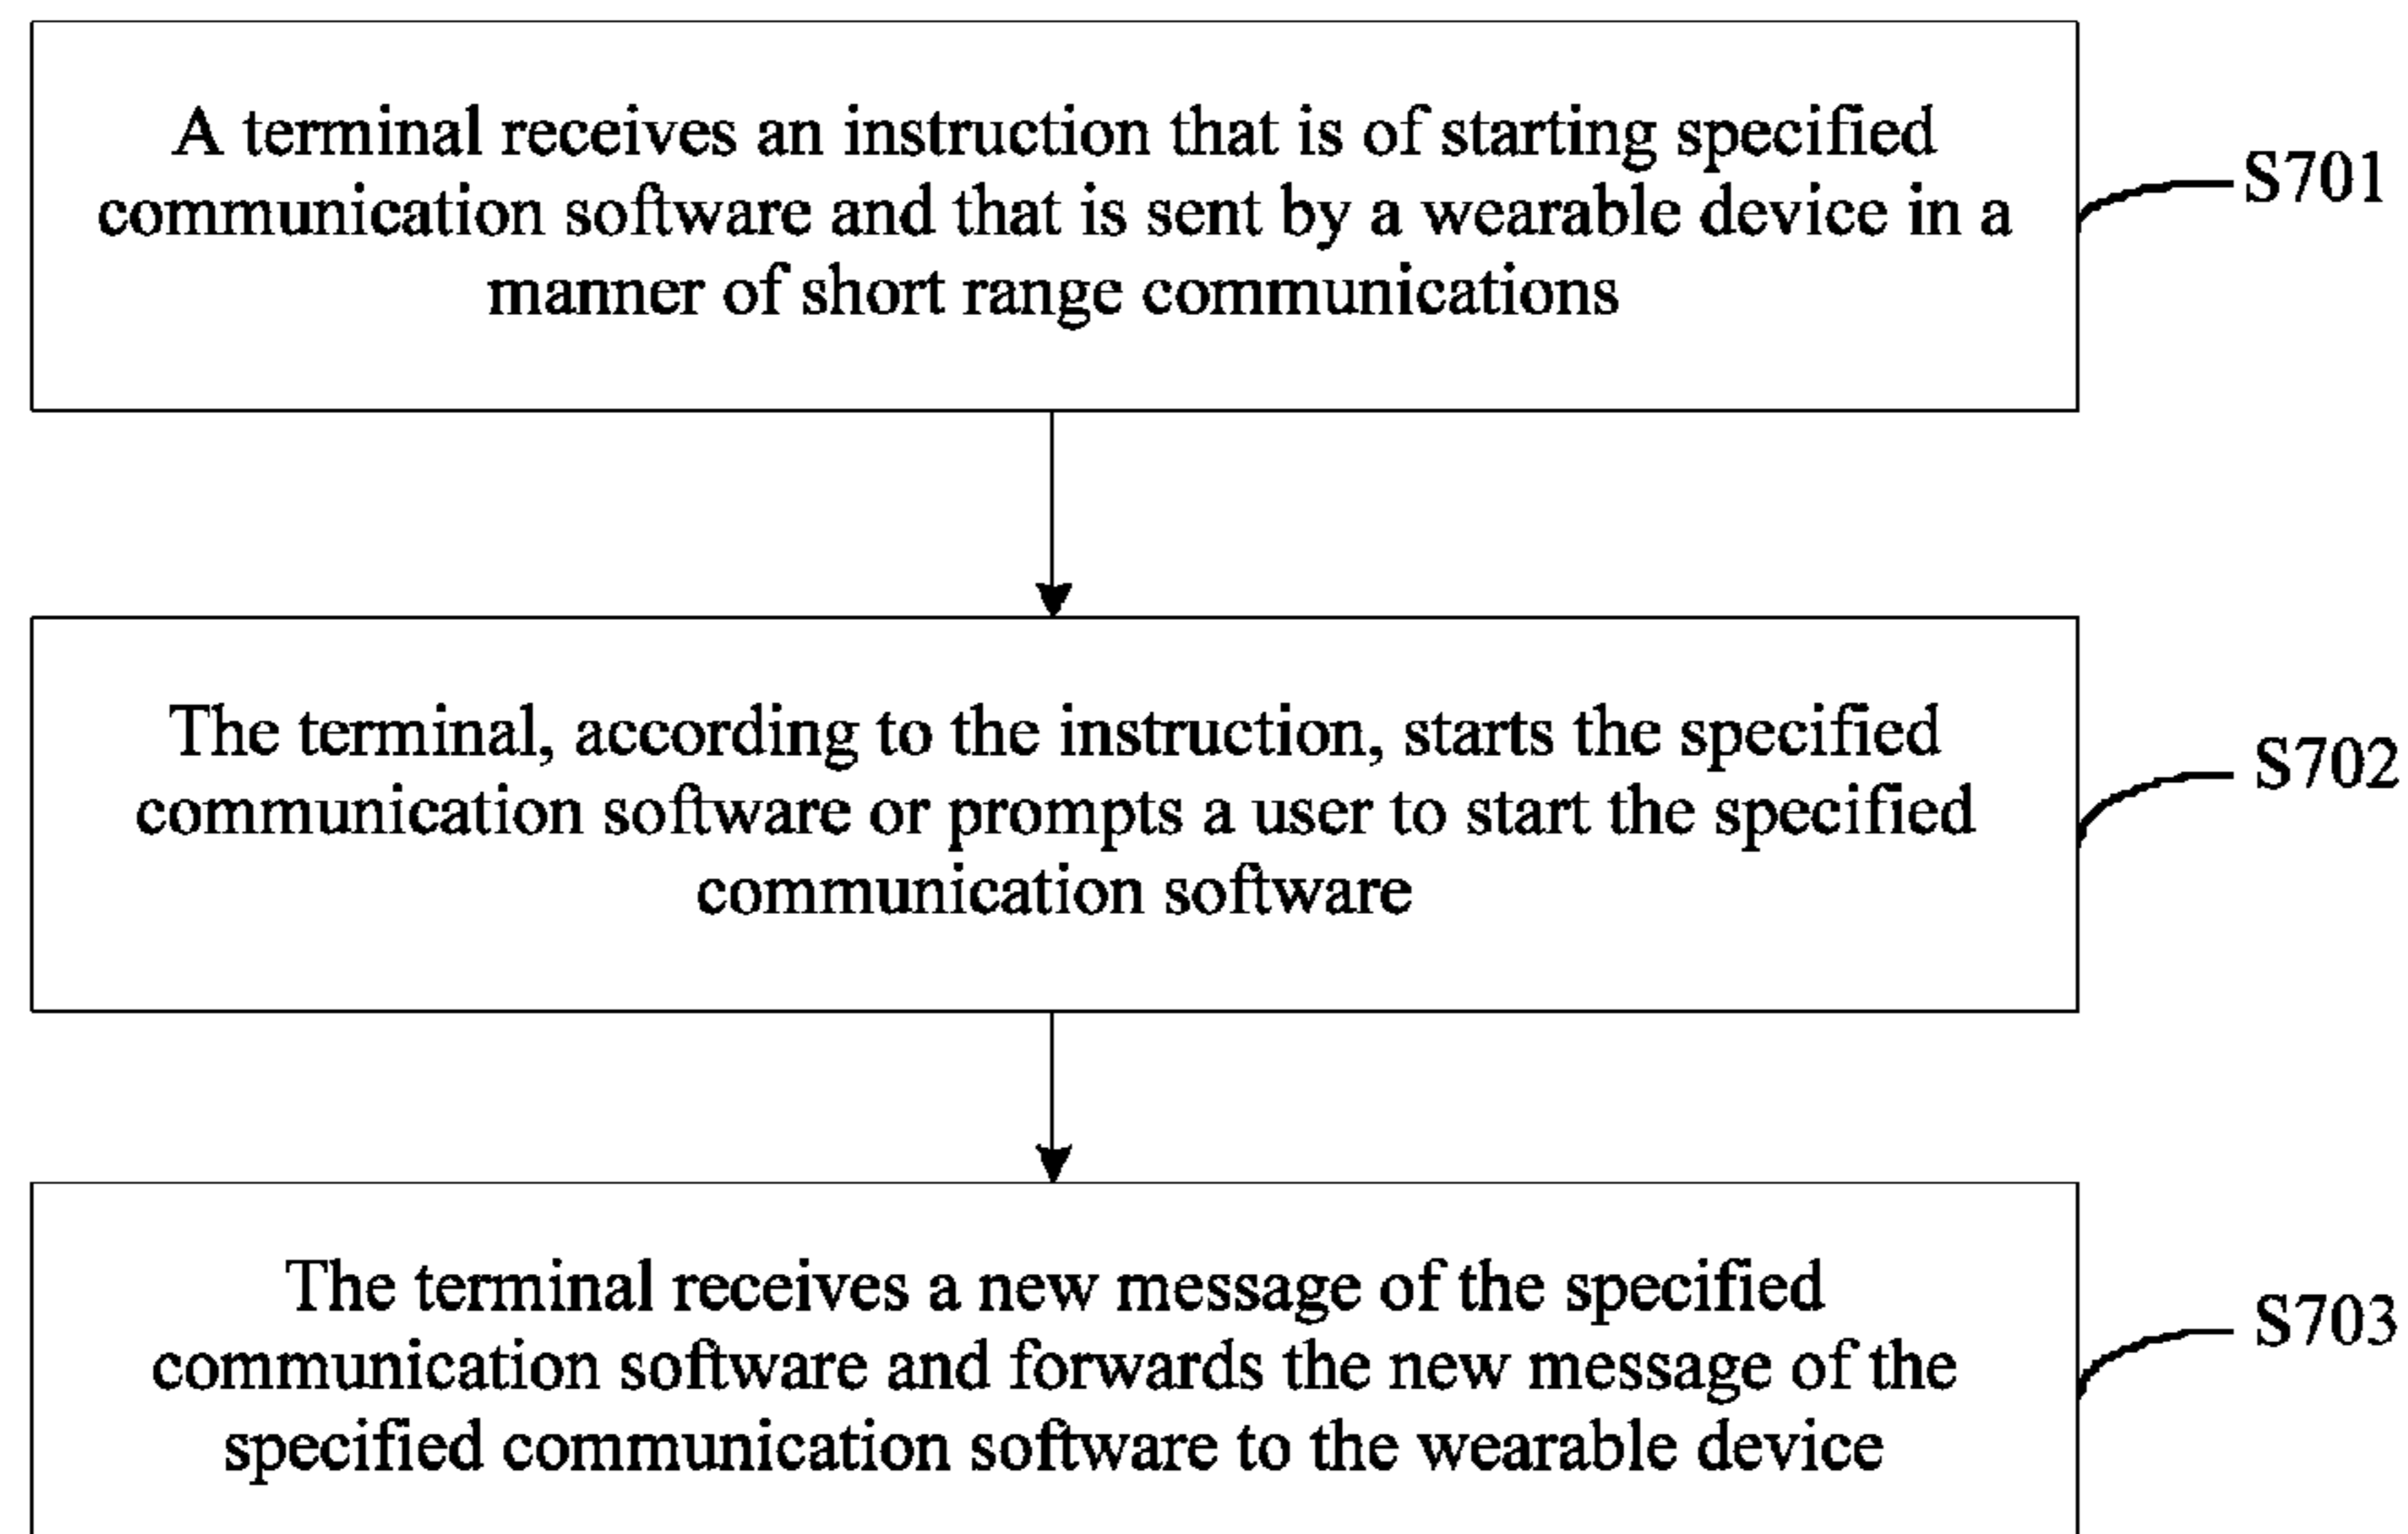 A terminal receives an instruction that is of starting specified
communication software and that is sent by a wearable device in a
manner of short range communications
S701
The terminal, according to the instruction, starts the specified
communication software or prompts a user to start the specified
communication software
S702
The terminal receives a new message of the specified
communication software and forwards the new message of the
specified communication software to the wearable device
S703